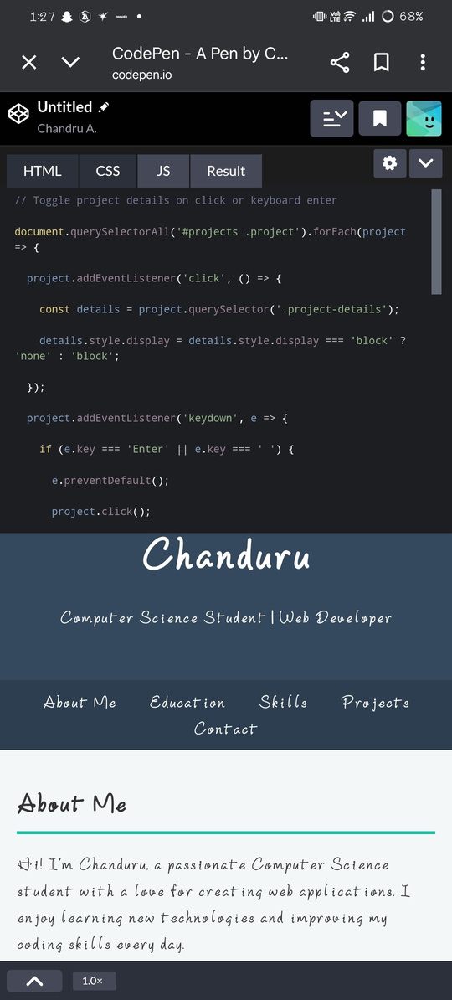 1:27 68%
CodePen - A Pen by C...
codepen.io
Untitled
Chandru A.
HTML CSS JS Result
// Toggle project details on click or keyboard enter
document.querySelectorAll('#projects .project').forEach(project
=> {
project.addEventListener('click', () => {
const details = project.querySelector('.project-details');
details.style.display = details.style.display === 'block' ?
'none' : 'block';
});
project.addEventListener('keydown', e => {
if (e.key === 'Enter' || e.key === ' ') {
e.preventDefault();
project.click();
Chanduru
Computer Science Student | Web Developer
About Me Education Skills Projects
Contact
About Me
Hi! I'm Chanduru, a passionate Computer Science
student with a love for creating web applications. I
enjoy learning new technologies and improving my
coding skills every day.
1.0×